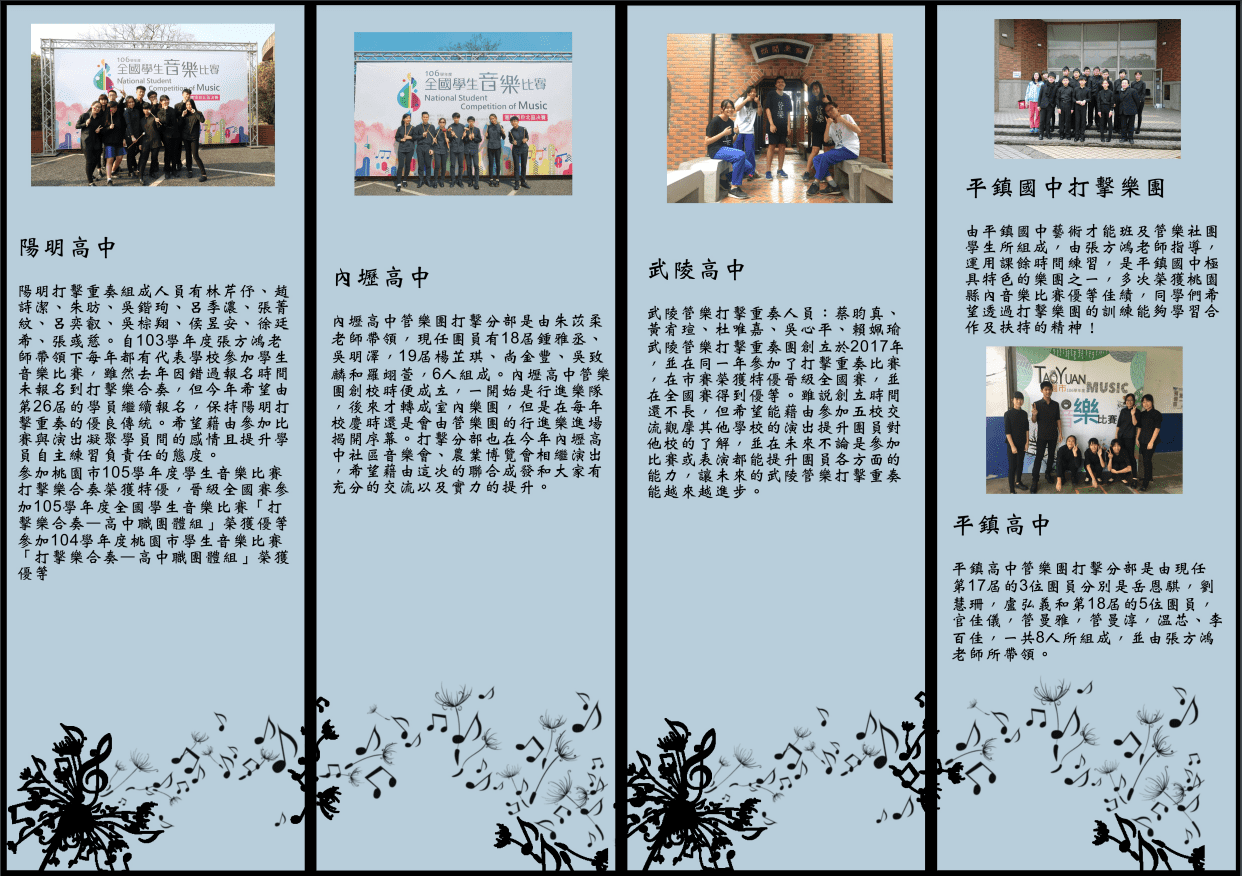 106學年度
全國學生音樂比賽
National Student
Competition of Music
陽明高中
陽明打擊重奏組成人員有林芹伃、趙
詩潔、朱昉、吳鍇珣、呂季濃、張菁
紋、呂奕叡、吳棕翔、侯昱安、徐廷
希、張彧慈。自103學年度張方鴻老
師帶領下每年都有代表學校參加學生
音樂比賽，雖然去年因錯過報名時間
未報名到打擊樂合奏，但今年希望由
第26届的學員繼續報名，保持陽明打
擊重奏的優良傳統。希望藉由參加比
賽與演出凝聚學員間的感情且提升學
員自主練習負責任的態度。
參加桃園市105學年度學生音樂比賽
打擊樂合奏榮獲特優，晉級全國賽參
加105學年度全國學生音樂比賽「打
擊樂合奏—高中職團體組」榮獲優等
參加104學年度桃園市學生音樂比賽
「打擊樂合奏—高中職團體組」榮獲
優等
106學年度
全國學生音樂比賽
National Student
Competition of Music
內壢高中
內壢高中管樂團打擊分部是由朱苡柔
老師帶領，現任團員有18屆鍾雅丞、
吳明澤，19屆楊芷琪、尚金豐、吳致
麟和羅翊萱，6人組成。內壢高中管樂
團創校時便成立，一開始是行進樂隊
，後來才轉成室內樂團，但是在每年
校慶時還是會由管樂團的行進樂進場
揭開序幕。打擊分部也在今年內壢高
中社區音樂會、農業博覽會相繼演出
，希望藉由這次的聯合成發和大家有
充分的交流以及實力的提升。
武陵高中
武陵管樂打擊重奏人員：蔡昀真、
黃宥瑄、杜唯嘉、吳心平、賴姵瑜
武陵管樂打擊重奏團創立於2017年
，並在同一年參加了打擊重奏比賽
，在市賽榮獲特優晉級全國賽，並
在全國賽得到優等。雖說創立時間
還不長，但希望能藉由參加五校交
流觀摩其他學校的演出提升團員對
他校的了解，並在未來不論是參加
比賽或表演都能提升團員各方面的
能力，讓未來的武陵管樂打擊重奏
能越來越進步。
平鎮國中打擊樂團
由平鎮國中藝術才能班及管樂社團
學生所組成，由張方鴻老師指導，
運用課餘時間練習，是平鎮國中極
具特色的樂團之一，多次榮獲桃園
縣內音樂比賽優等佳績，同學們希
望透過打擊樂團的訓練能夠學習合
作及扶持的精神！
TAOYUAN
MUSIC
樂比賽
平鎮高中
平鎮高中管樂團打擊分部是由現任
第17屆的3位團員分別是岳恩騏，劉
慧珊，盧弘義和第18屆的5位團員，
官佳儀，管曼雅，管曼淳，溫芯、李
百佳，一共8人所組成，並由張方鴻
老師所帶領。